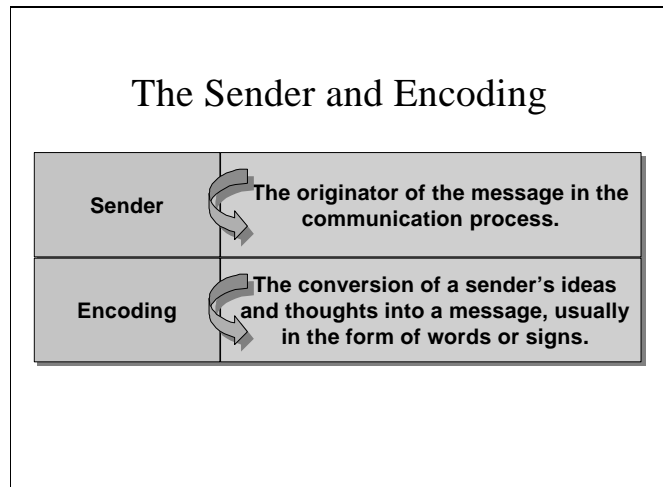 The Sender and Encoding
Sender
The originator of the message in the
communication process.
Encoding
The conversion of a sender’s ideas
and thoughts into a message, usually
in the form of words or signs.